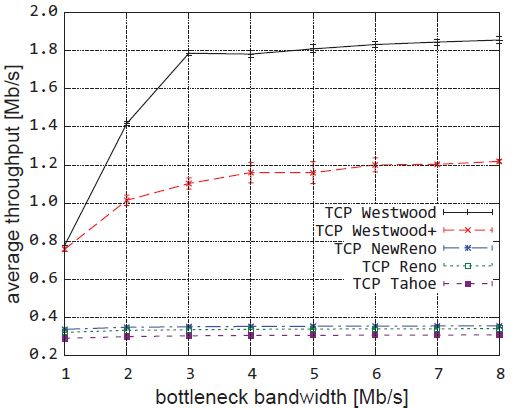 2.0
1.8
1.6
1.4
1.2
1.0
0.8
0.6
0.4
0.2
average throughput [Mb/s]
TCP Westwood
TCP Westwood+
TCP NewReno
TCP Reno
TCP Tahoe
1 2 3 4 5 6 7 8
bottleneck bandwidth [Mb/s]